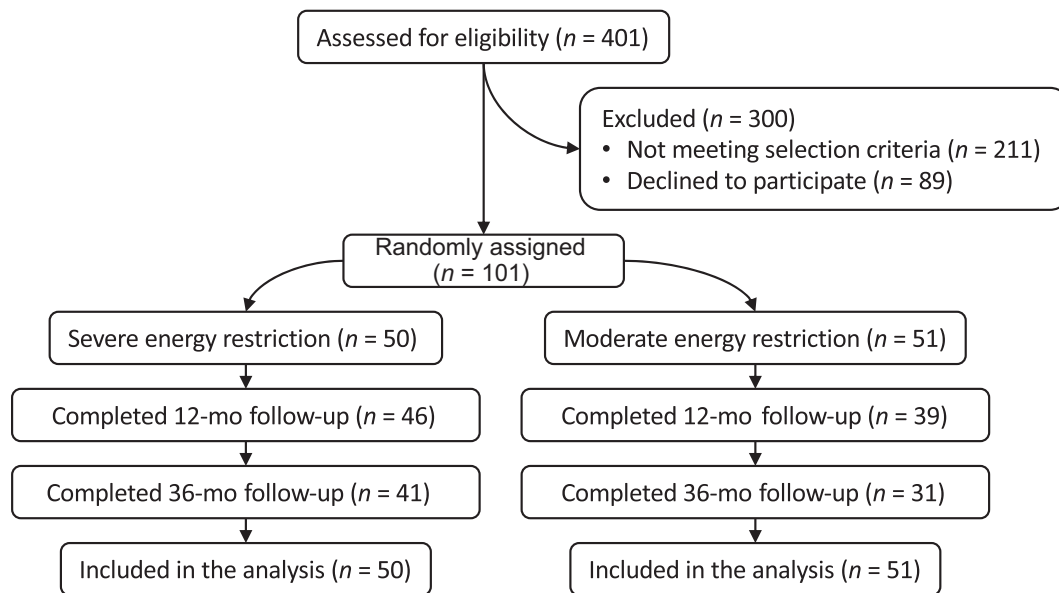 Assessed for eligibility (n = 401)
Excluded (n = 300)
• Not meeting selection criteria (n = 211)
• Declined to participate (n = 89)
Randomly assigned
(n = 101)
Severe energy restriction (n = 50)
Moderate energy restriction (n = 51)
Completed 12-mo follow-up (n = 46)
Completed 12-mo follow-up (n = 39)
Completed 36-mo follow-up (n = 41)
Completed 36-mo follow-up (n = 31)
Included in the analysis (n = 50)
Included in the analysis (n = 51)